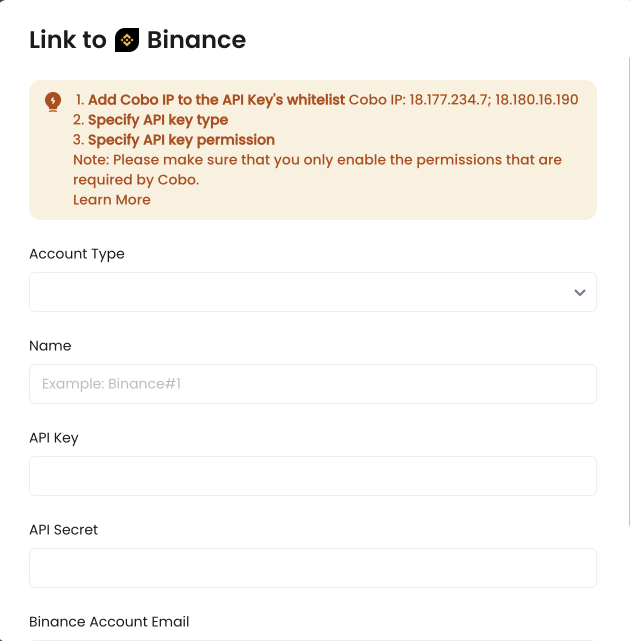 Link to Binance
1. Add Cobo IP to the API Key's whitelist Cobo IP: 18.177.234.7; 18.180.16.190
2. Specify API key type
3. Specify API key permission
Note: Please make sure that you only enable the permissions that are
required by Cobo.
Learn More
Account Type
Name
Example: Binance#1
API Key
API Secret
Binance Account Email